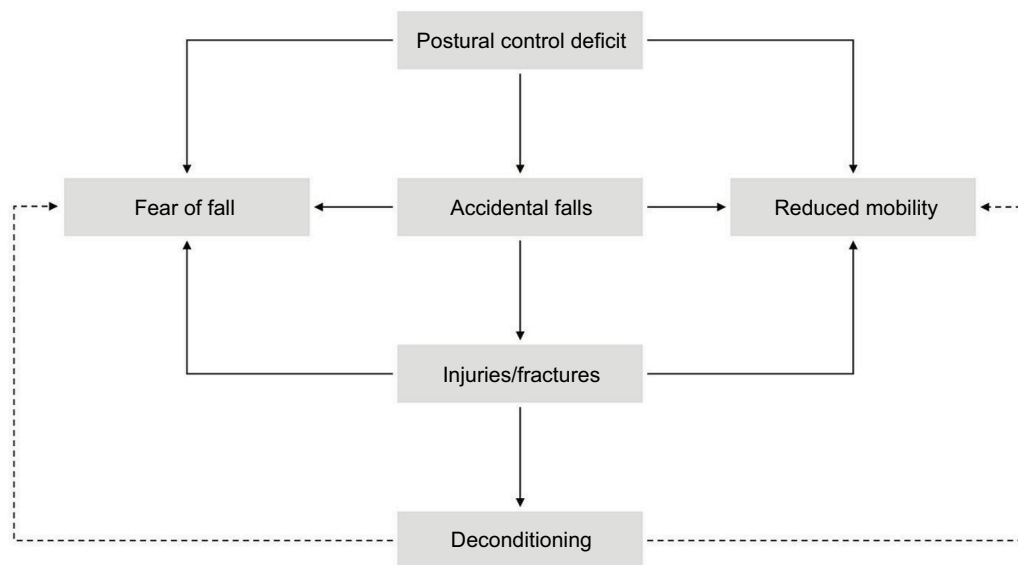 Postural control deficit
Fear of fall
Accidental falls
Reduced mobility
Injuries/fractures
Deconditioning